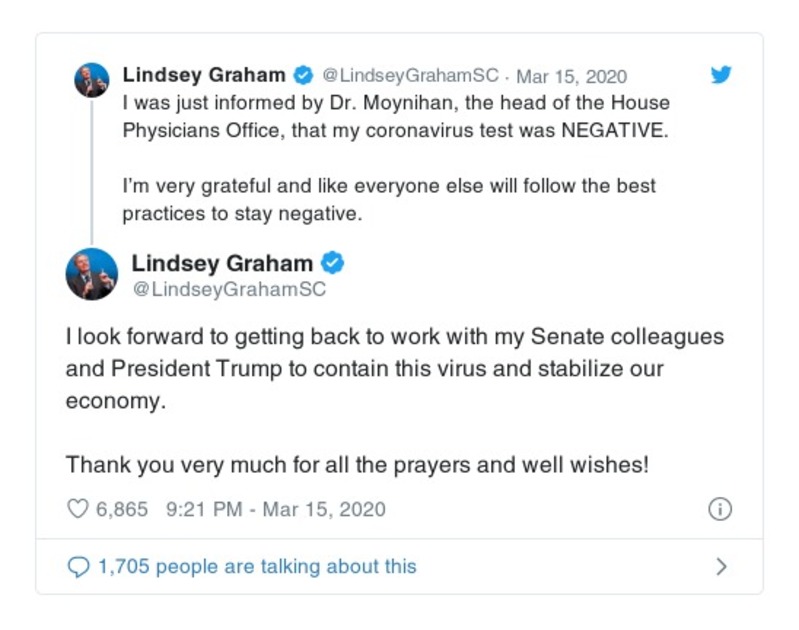 Lindsey Graham @LindseyGrahamSC · Mar 15, 2020
I was just informed by Dr. Moynihan, the head of the House
Physicians Office, that my coronavirus test was NEGATIVE.
I'm very grateful and like everyone else will follow the best
practices to stay negative.
Lindsey Graham
@LindseyGrahamSC
I look forward to getting back to work with my Senate colleagues
and President Trump to contain this virus and stabilize our
economy.
Thank you very much for all the prayers and well wishes!
6,865 9:21 PM - Mar 15, 2020
1,705 people are talking about this